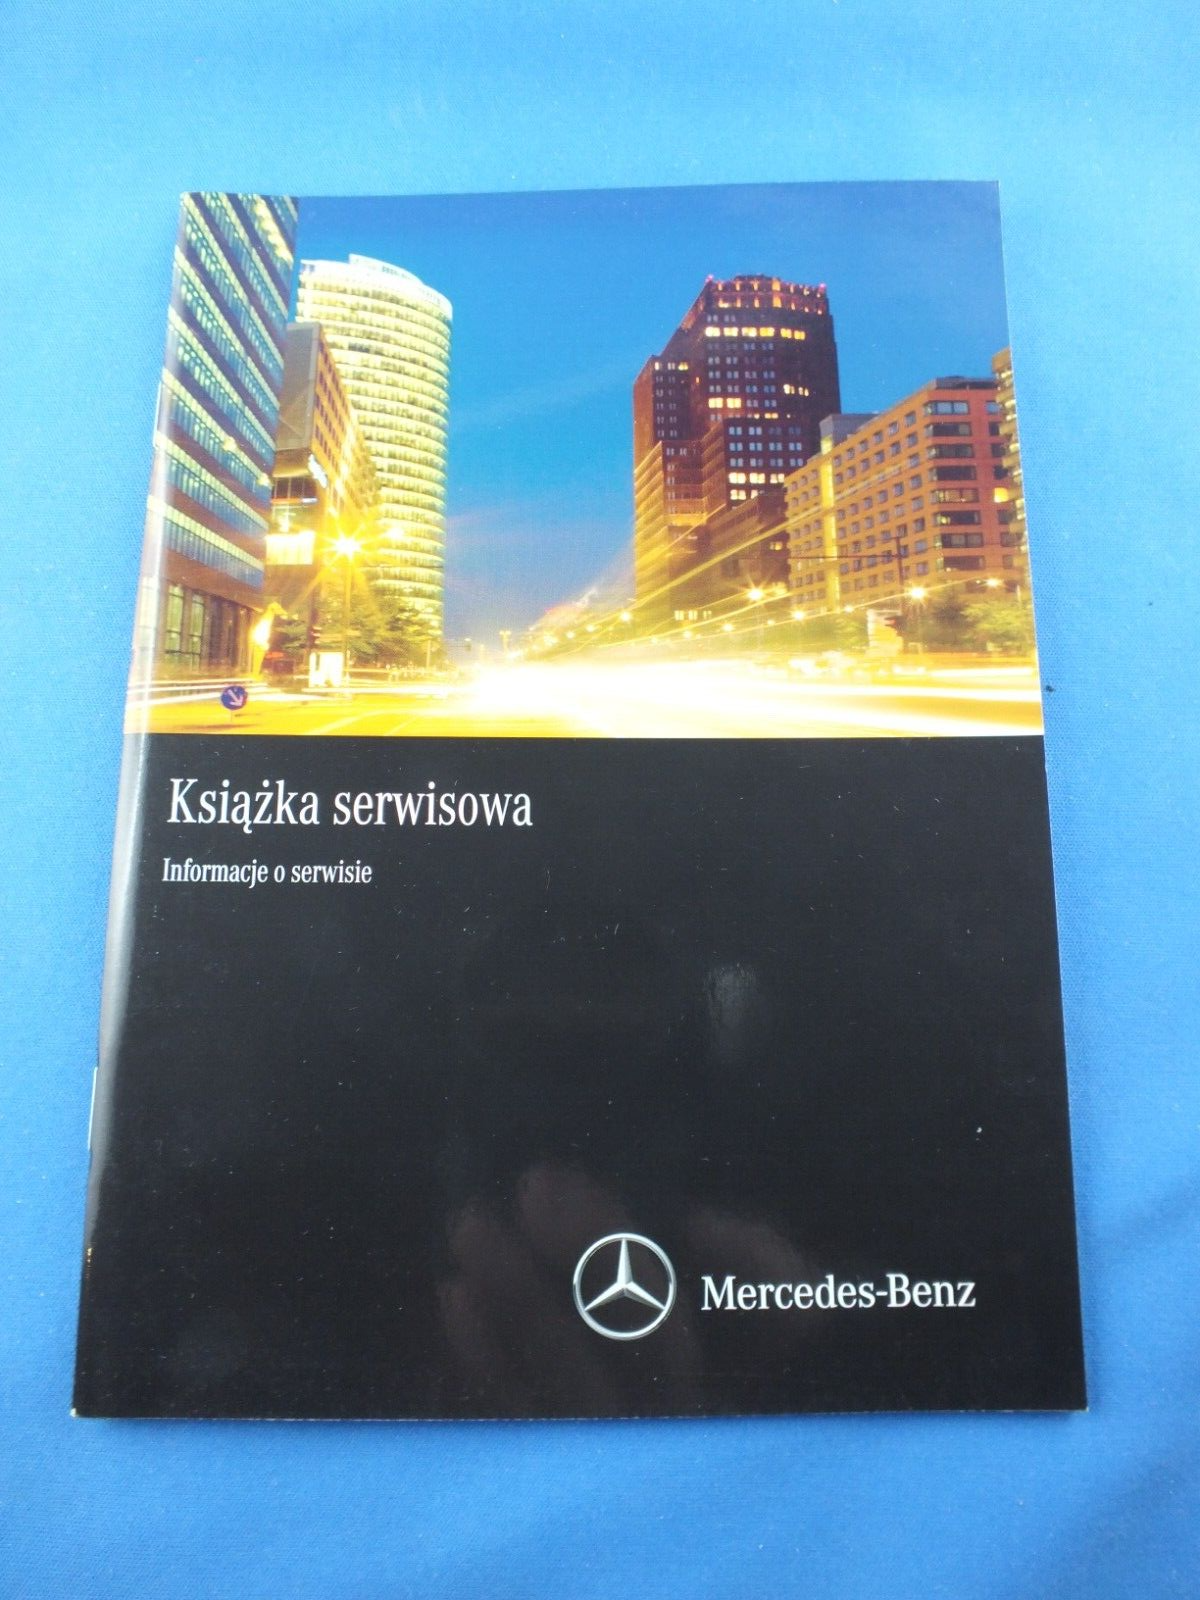 Książka serwisowa
Informacje o serwisie
Mercedes-Benz